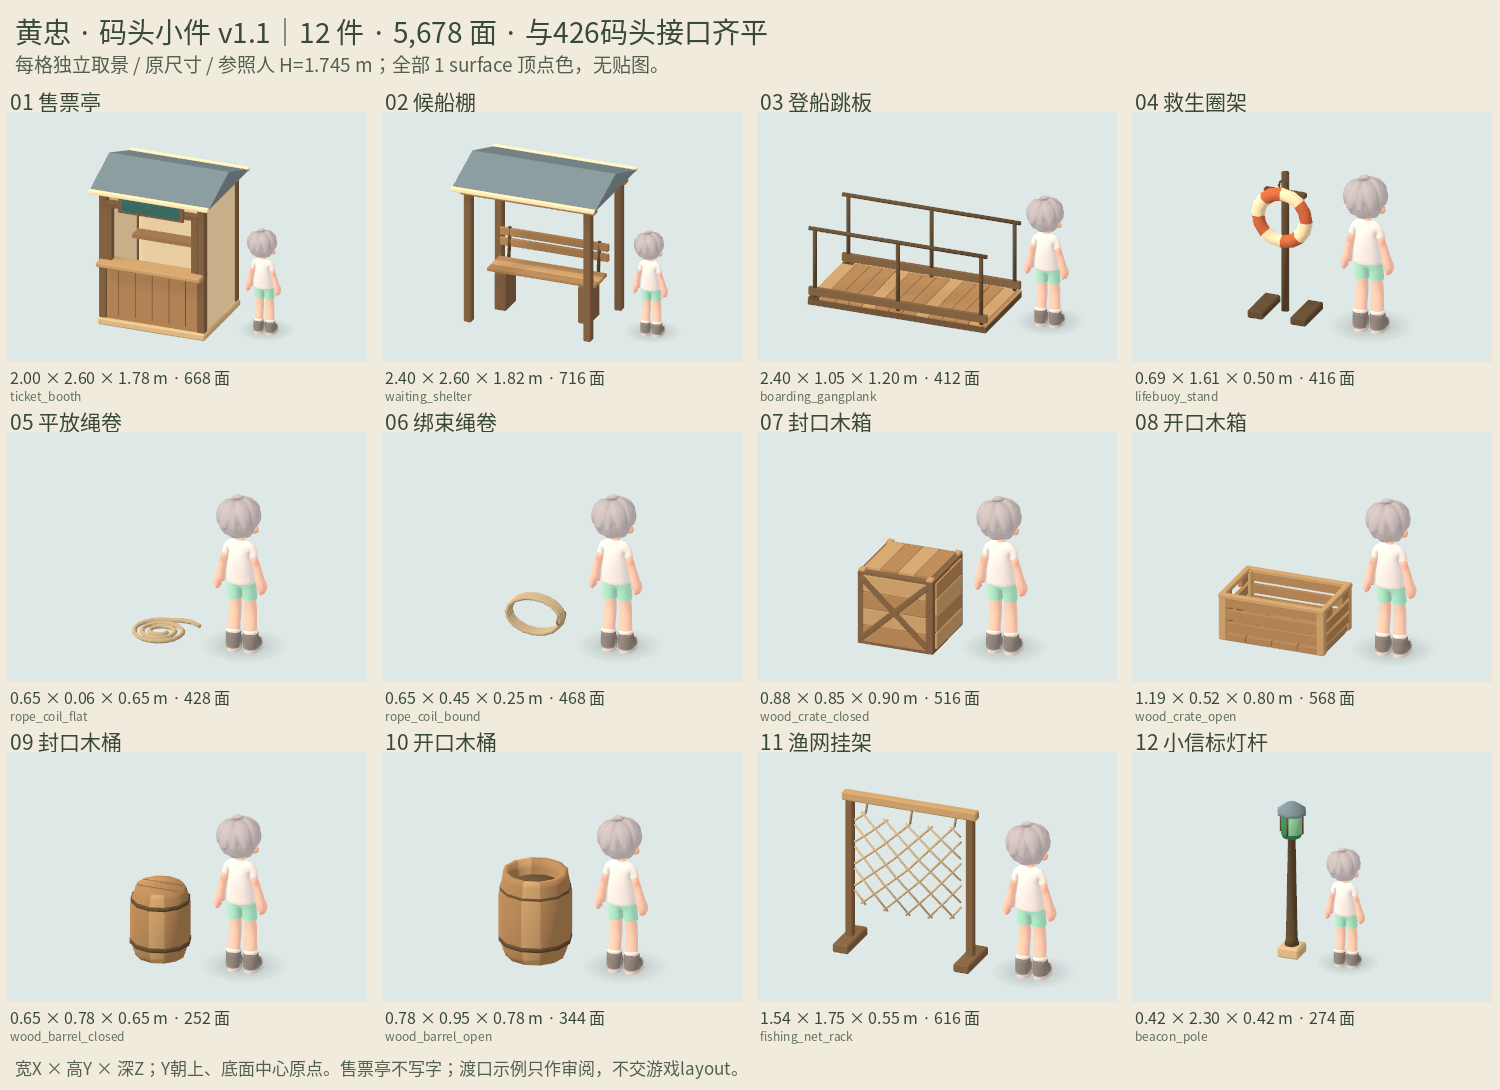 黄忠 · 码头小件 v1.1｜12 件 · 5,678 面 · 与426码头接口齐平
每格独立取景 / 原尺寸 / 参照人 H=1.745 m；全部 1 surface 顶点色，无贴图。
01 售票亭
02 候船棚
03 登船跳板
04 救生圈架
2.00 × 2.60 × 1.78 m · 668 面
ticket_booth
2.40 × 2.60 × 1.82 m · 716 面
waiting_shelter
2.40 × 1.05 × 1.20 m · 412 面
boarding_gangplank
0.69 × 1.61 × 0.50 m · 416 面
lifebuoy_stand
05 平放绳卷
06 绑束绳卷
07 封口木箱
08 开口木箱
0.65 × 0.06 × 0.65 m · 428 面
rope_coil_flat
0.65 × 0.45 × 0.25 m · 468 面
rope_coil_bound
0.88 × 0.85 × 0.90 m · 516 面
wood_crate_closed
1.19 × 0.52 × 0.80 m · 568 面
wood_crate_open
09 封口木桶
10 开口木桶
11 渔网挂架
12 小信标灯杆
0.65 × 0.78 × 0.65 m · 252 面
wood_barrel_closed
0.78 × 0.95 × 0.78 m · 344 面
wood_barrel_open
1.54 × 1.75 × 0.55 m · 616 面
fishing_net_rack
0.42 × 2.30 × 0.42 m · 274 面
beacon_pole
宽X × 高Y × 深Z；Y朝上、底面中心原点。售票亭不写字；渡口示例只作审阅，不交游戏layout。